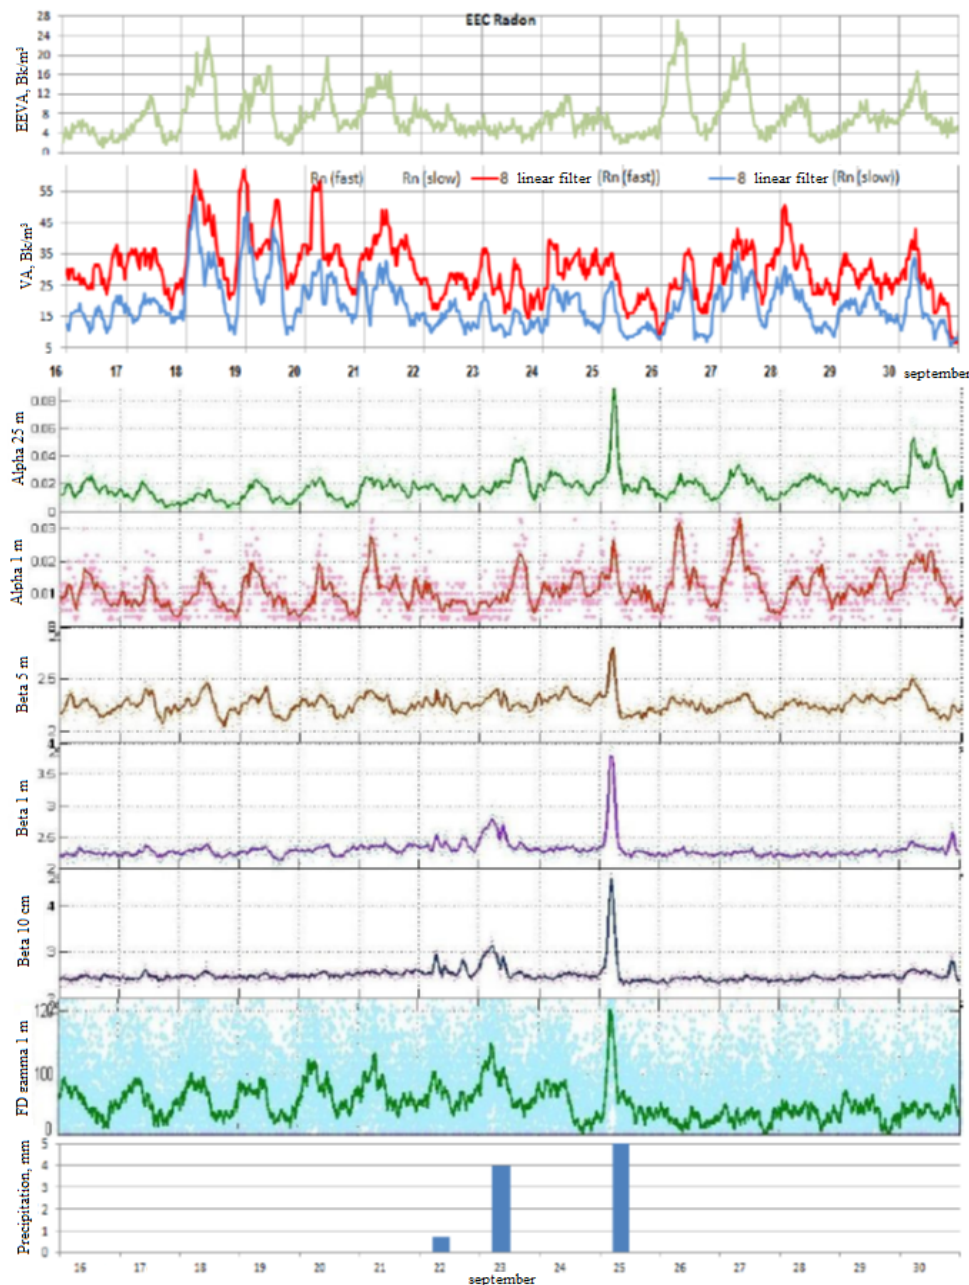 EEC Radon
EEVA, Bk/m³
28
24
20
16
12
8
4
0
Rn (fast) Rn (slow) 8 linear filter (Rn (fast)) 8 linear filter (Rn (slow))
VA, Bk/m³
55
45
35
25
15
5
16 17 18 19 20 21 22 23 24 25 26 27 28 29 30 september
Alpha 25 m
0.08
0.06
0.04
0.02
0
Alpha 1 m
0.03
0.02
0.01
Beta 5 m
2.5
Beta 1 m
3.5
3
2.5
Beta 10 cm
4
3
FD gamma 1 m
120
100
Precipitation, mm
5
4
3
2
1
0
16 17 18 19 20 21 22 23 24 25 26 27 28 29 30
september